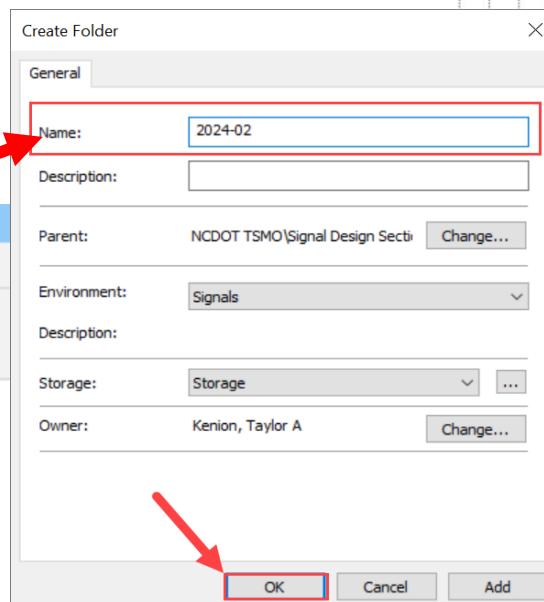 Create Folder
General
Name: 2024-02
Description:
Parent: NCDOT TSMO\Signal Design Secti Change...
Environment: Signals
Description:
Storage: Storage ...
Owner: Kenion, Taylor A Change...
OK Cancel Add